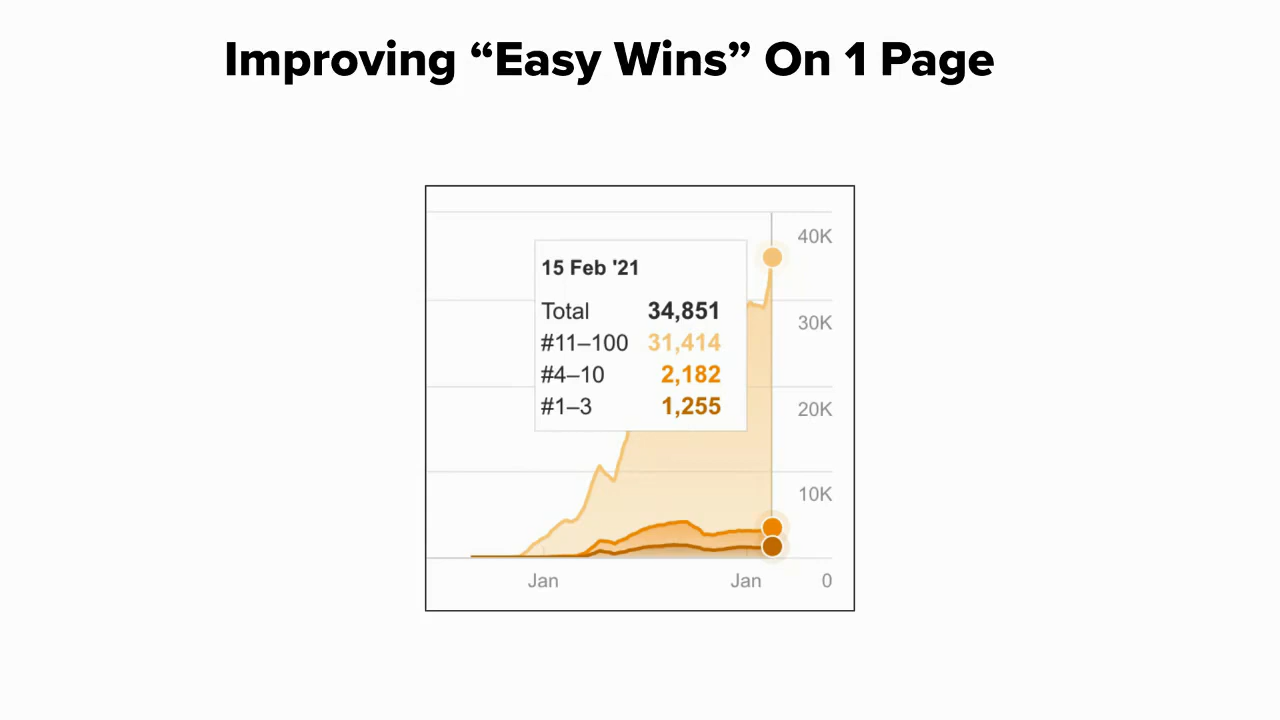 Improving “Easy Wins” On 1 Page
40K
15 Feb '21
Total 34,851
30K
#11–100 31,414
#4–10 2,182
#1–3 1,255
20K
10K
Jan Jan 0